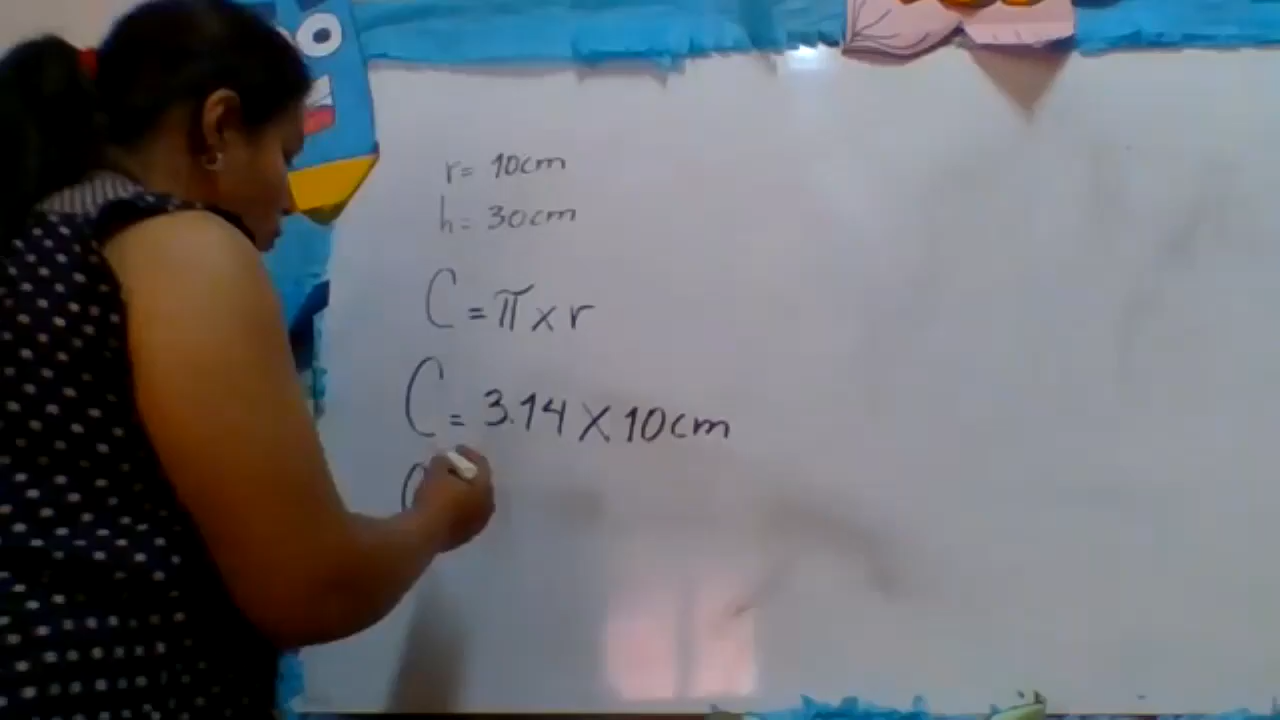 r= 10cm
h= 30cm
C = π x r
C = 3.14 X 10cm
C